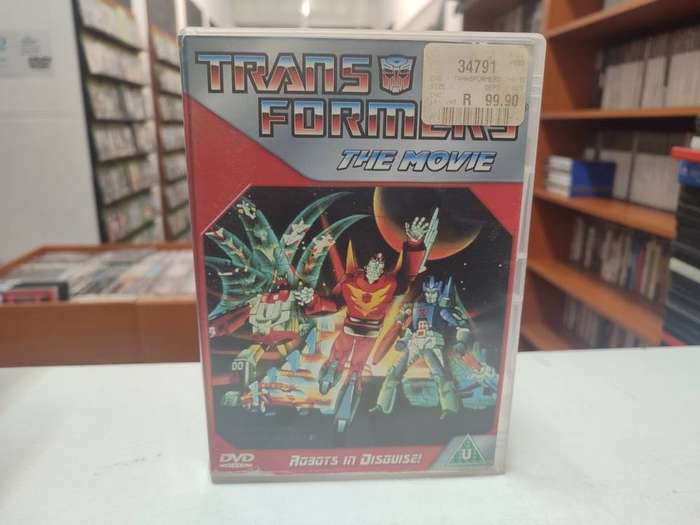 TRANS
FORMERS
THE MOVIE
34791
R 99.90
DVD
ROBOTS IN DISGUISE!
U